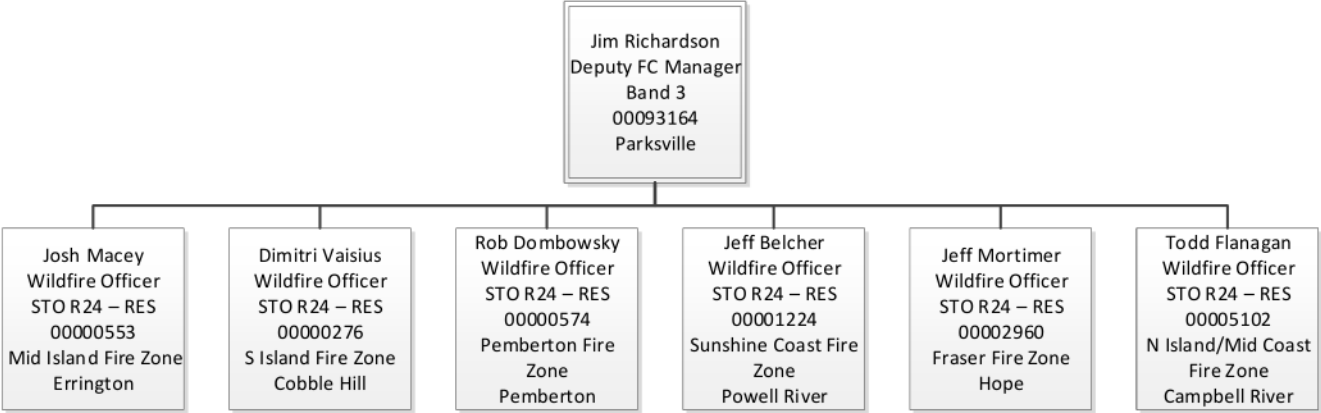 Jim Richardson
Deputy FC Manager
Band 3
00093164
Parksville
Josh Macey
Wildfire Officer
STO R24 – RES
00000553
Mid Island Fire Zone
Errington
Dimitri Vaisius
Wildfire Officer
STO R24 – RES
00000276
S Island Fire Zone
Cobble Hill
Rob Dombowsky
Wildfire Officer
STO R24 – RES
00000574
Pemberton Fire
Zone
Pemberton
Jeff Belcher
Wildfire Officer
STO R24 – RES
00001224
Sunshine Coast Fire
Zone
Powell River
Jeff Mortimer
Wildfire Officer
STO R24 – RES
00002960
Fraser Fire Zone
Hope
Todd Flanagan
Wildfire Officer
STO R24 – RES
00005102
N Island/Mid Coast
Fire Zone
Campbell River